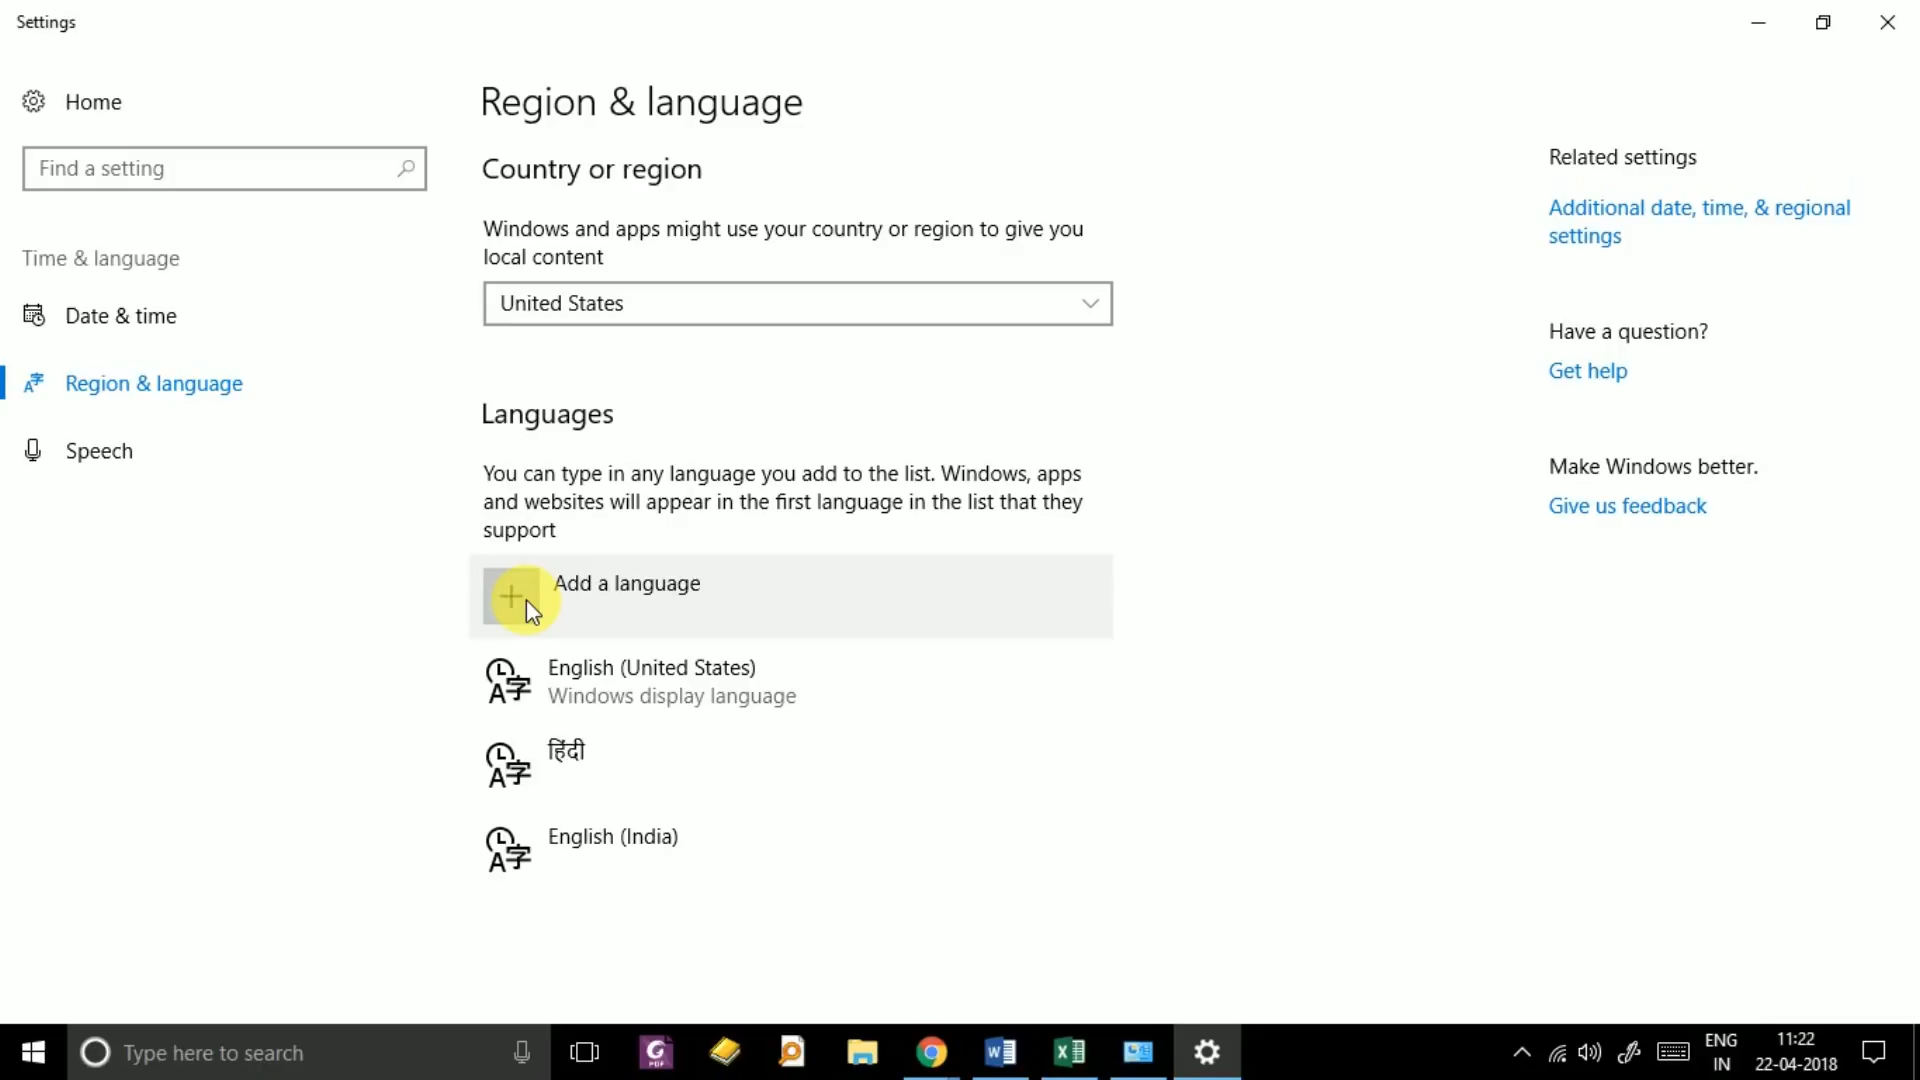 Settings
Home
Find a setting
Time & language
Date & time
Region & language
Speech
Region & language
Country or region
Windows and apps might use your country or region to give you
local content
United States
Languages
You can type in any language you add to the list. Windows, apps
and websites will appear in the first language in the list that they
support
Add a language
English (United States)
Windows display language
हिंदी
English (India)
Related settings
Additional date, time, & regional
settings
Have a question?
Get help
Make Windows better.
Give us feedback
Type here to search
ENG
IN
11:22
22-04-2018